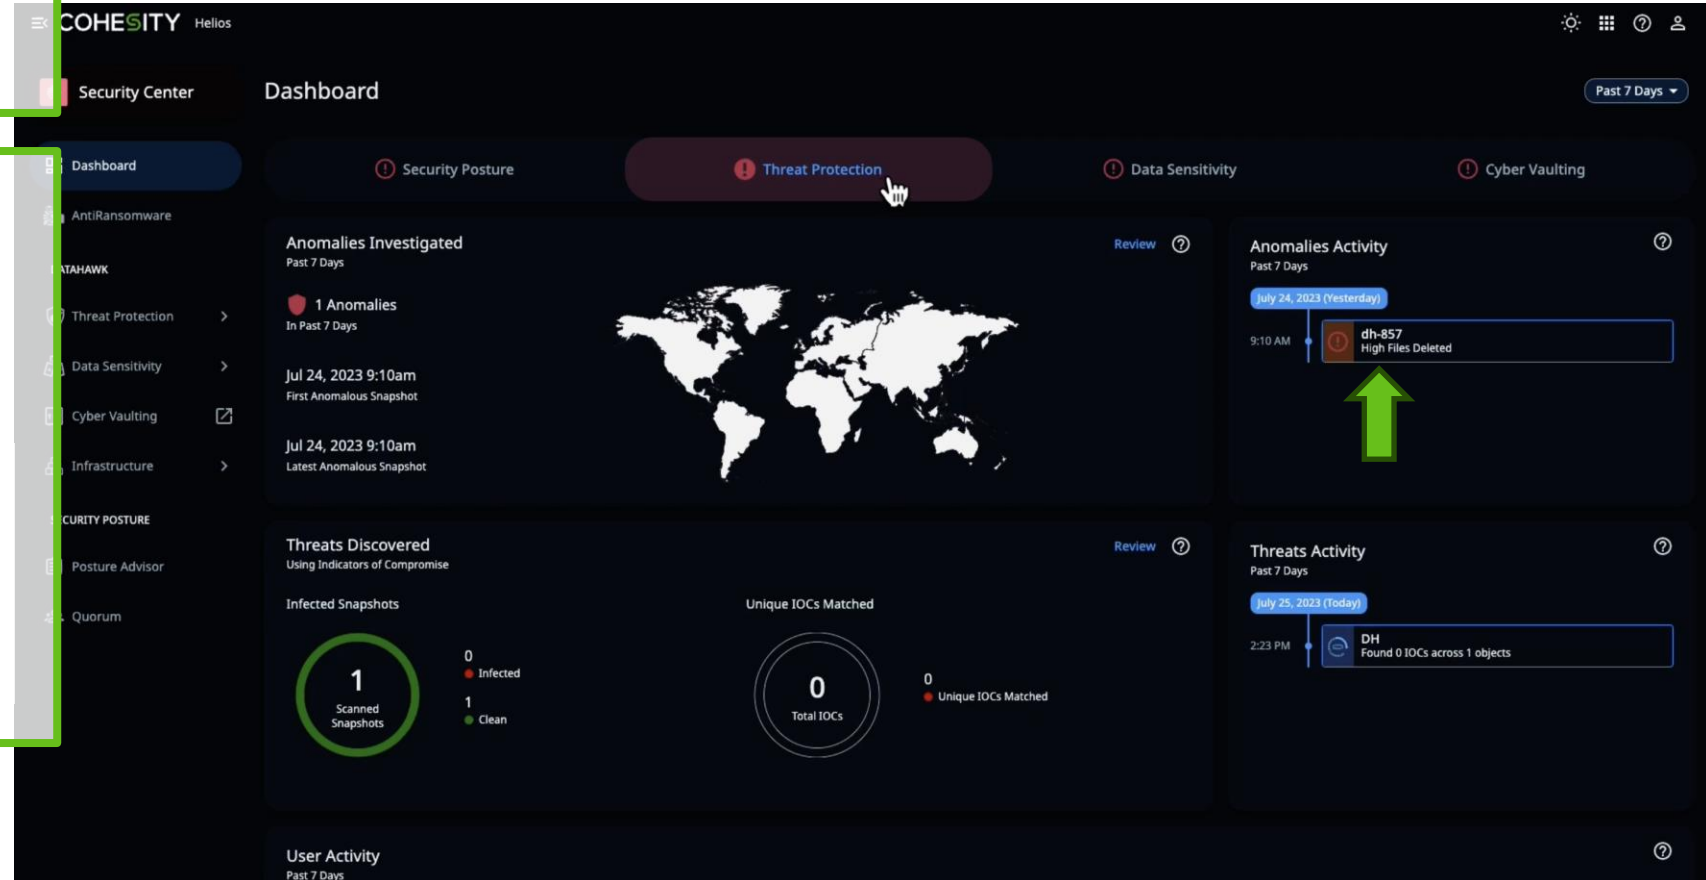 COHESITY Helios
Security Center
Dashboard
Past 7 Days
Dashboard
AntiRansomware
Threat Protection
Data Sensitivity
Cyber Vaulting
Infrastructure
Posture Advisor
Quorum
Security Posture
Threat Protection
Data Sensitivity
Cyber Vaulting
Anomalies Investigated
Past 7 Days
Review
1 Anomalies
In Past 7 Days
Jul 24, 2023 9:10am
First Anomalous Snapshot
Jul 24, 2023 9:10am
Latest Anomalous Snapshot
Anomalies Activity
Past 7 Days
July 24, 2023 (Yesterday)
9:10 AM
dh-857
High Files Deleted
Threats Discovered
Using Indicators of Compromise
Review
Infected Snapshots
1
Scanned
Snapshots
0
Infected
1
Clean
Unique IOCs Matched
0
Total IOCs
0
Unique IOCs Matched
Threats Activity
Past 7 Days
July 25, 2023 (Today)
2:23 PM
DH
Found 0 IOCs across 1 objects
User Activity
Past 7 Days